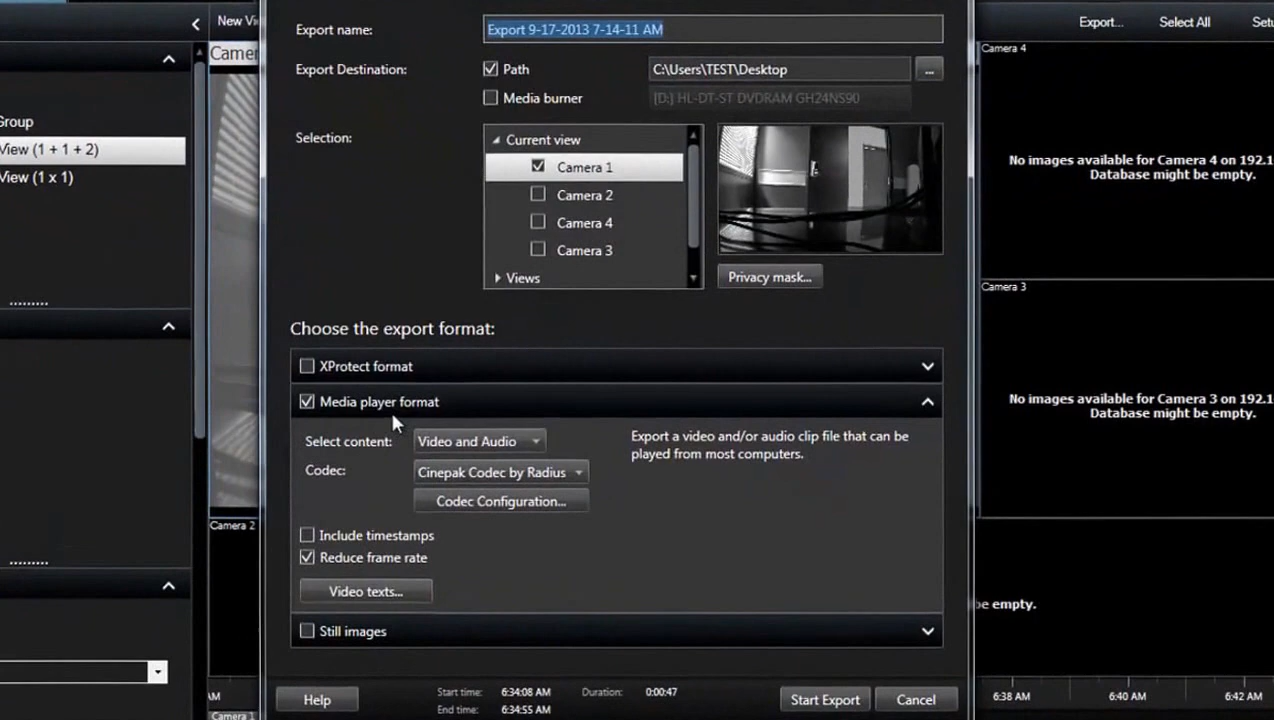 New Vi
Export...
Select All
Setu
Camer
Export name:
Export 9-17-2013 7-14-11 AM
Export Destination:
Path
C:\Users\TEST\Desktop
...
Media burner
[D:] HL-DT-ST DVDRAM GH24NS90
Selection:
Current view
Camera 1
Camera 2
Camera 4
Camera 3
Views
Privacy mask...
Group
View (1 + 1 + 2)
View (1 x 1)
Camera 4
No images available for Camera 4 on 192.1
Database might be empty.
Camera 3
No images available for Camera 3 on 192.1
Database might be empty.
Choose the export format:
XProtect format
Media player format
Select content:
Video and Audio
Export a video and/or audio clip file that can be
played from most computers.
Codec:
Cinepak Codec by Radius
Codec Configuration...
Include timestamps
Reduce frame rate
Video texts...
Still images
Camera 2
be empty.
Help
Start time:
6:34:08 AM
Duration:
0:00:47
End time:
6:34:55 AM
Start Export
Cancel
AM
6:38 AM
6:40 AM
6:42 AM
Camera 1